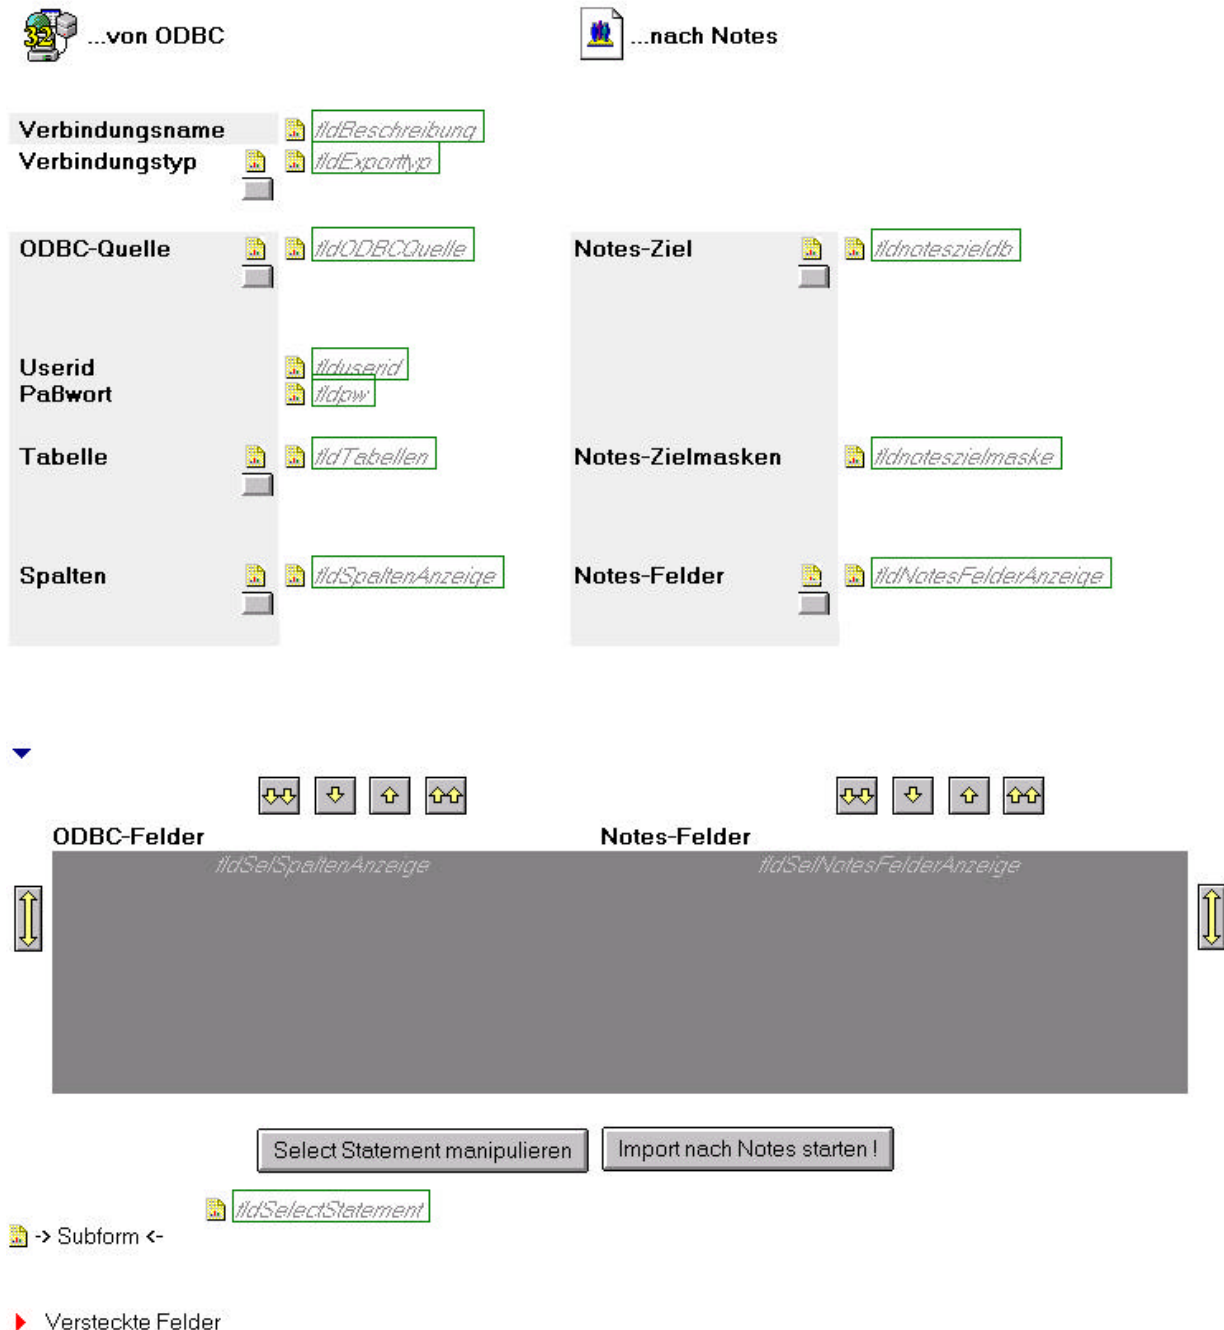 32 ...von ODBC ...nach Notes
Verbindungsname fldBeschreibung
Verbindungstyp fldExporttyp
ODBC-Quelle fldODBCQuelle Notes-Ziel fldnoteszieldb
Userid flduserid
Paßwort fldpw
Tabelle fldTabellen Notes-Zielmasken fldnoteszielmaske
Spalten fldSpaltenAnzeige Notes-Felder fldNotesFelderAnzeige
ODBC-Felder Notes-Felder
fldSelSpaltenAnzeige fldSelNotesFelderAnzeige
Select Statement manipulieren Import nach Notes starten !
fldSelectStatement
-> Subform <-
Versteckte Felder